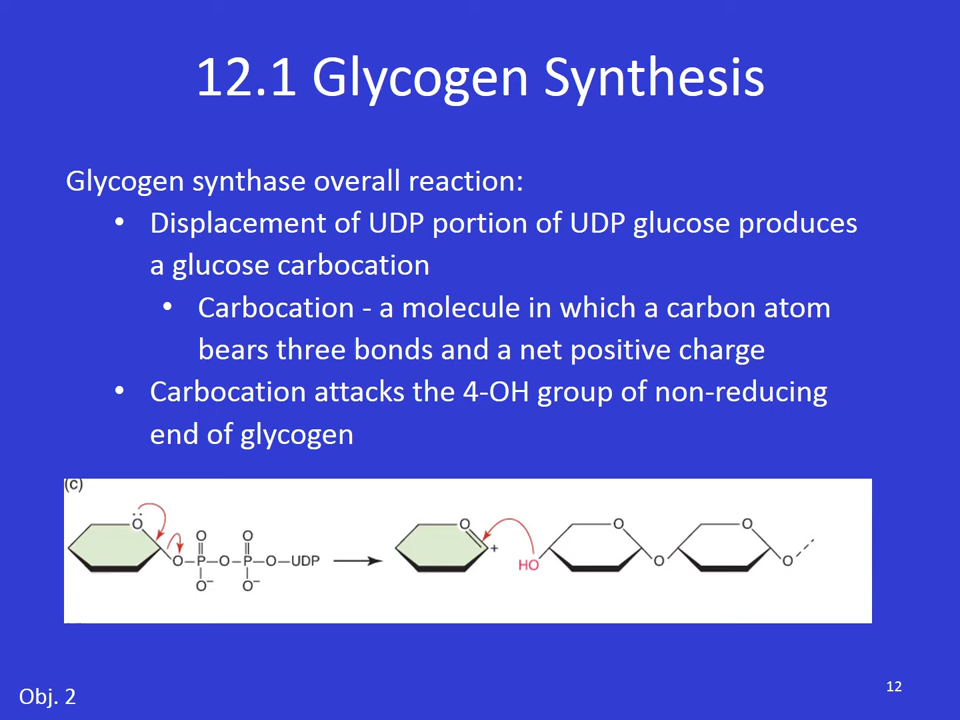 12.1 Glycogen Synthesis
Glycogen synthase overall reaction:
• Displacement of UDP portion of UDP glucose produces
a glucose carbocation
• Carbocation - a molecule in which a carbon atom
bears three bonds and a net positive charge
• Carbocation attacks the 4-OH group of non-reducing
end of glycogen
(c)
O O O O O O
O–P–O–P–O–UDP + HO O O
O⁻ O⁻
12
Obj. 2